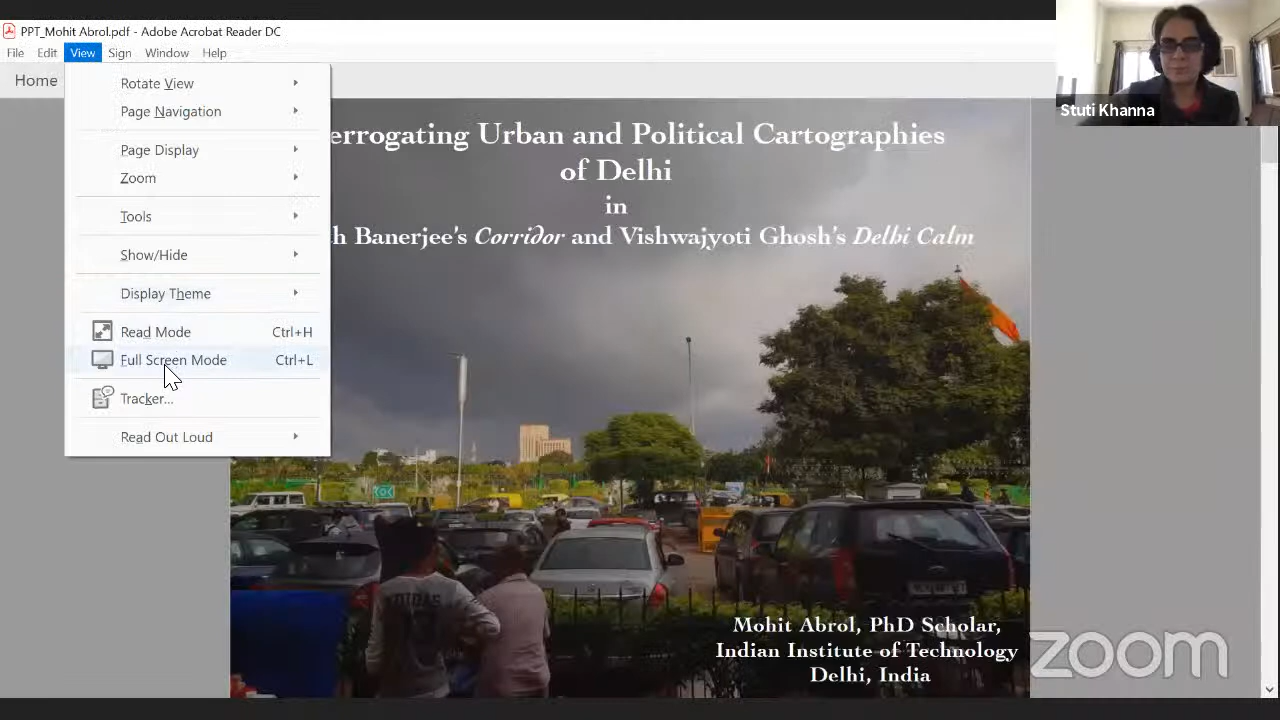 PPT_Mohit Abrol.pdf - Adobe Acrobat Reader DC
File Edit View Sign Window Help
Home
Rotate View
Page Navigation
Page Display
Zoom
Tools
Show/Hide
Display Theme
Read Mode Ctrl+H
Full Screen Mode Ctrl+L
Tracker...
Read Out Loud
Stuti Khanna
errogating Urban and Political Cartographies
of Delhi
in
h Banerjee's Corridor and Vishwajyoti Ghosh's Delhi Calm
ADIDAS
Mohit Abrol, PhD Scholar,
Indian Institute of Technology
Delhi, India
zoom